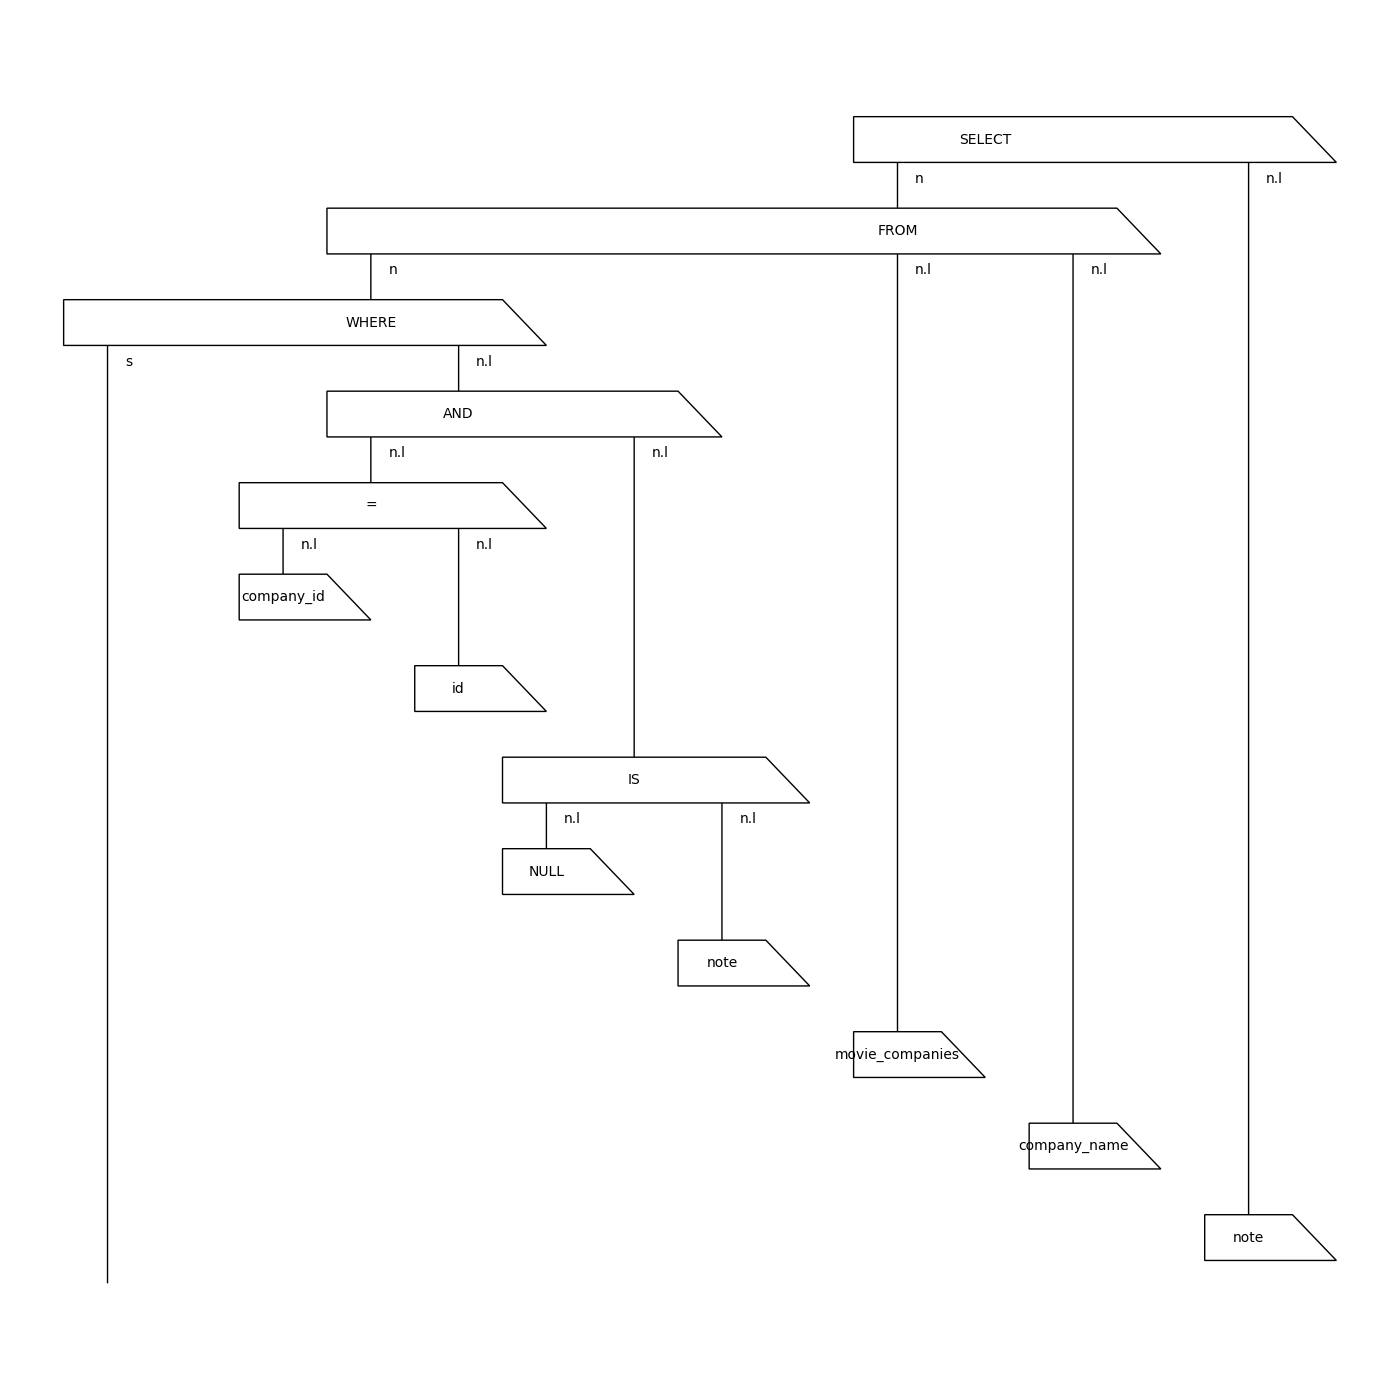 SELECT
n n.l
FROM
n n.l n.l
WHERE
s n.l
AND
n.l n.l
=
n.l n.l
company_id
id
IS
n.l n.l
NULL
note
movie_companies
company_name
note